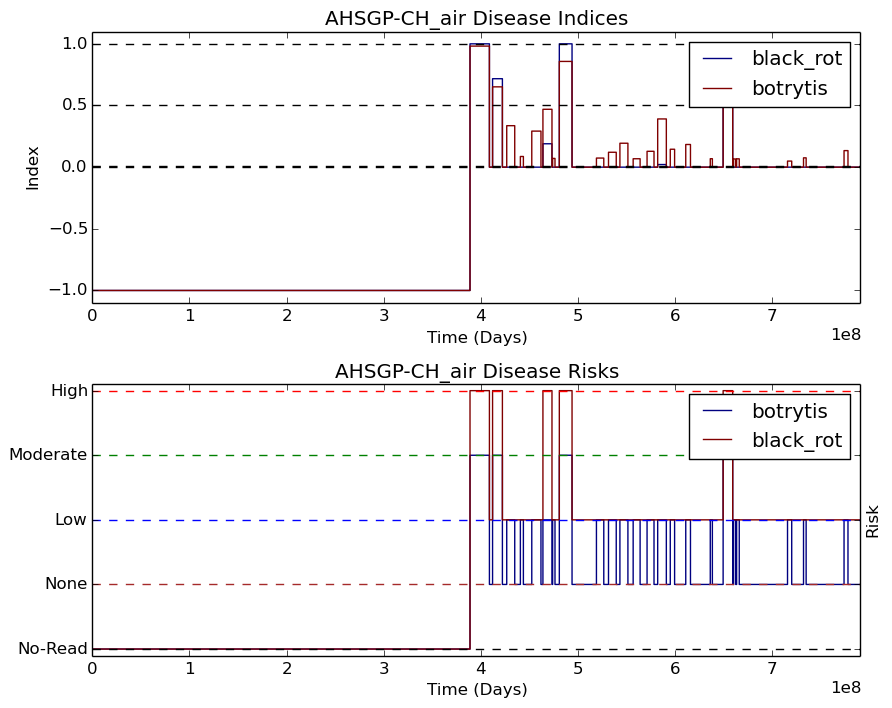 AHSGP-CH_air Disease Indices
1.0
0.5
0.0
−0.5
−1.0
Index
black_rot
botrytis
0 1 2 3 4 5 6 7
1e8
Time (Days)
AHSGP-CH_air Disease Risks
High
Moderate
Low
None
No-Read
botrytis
black_rot
Risk
0 1 2 3 4 5 6 7
1e8
Time (Days)